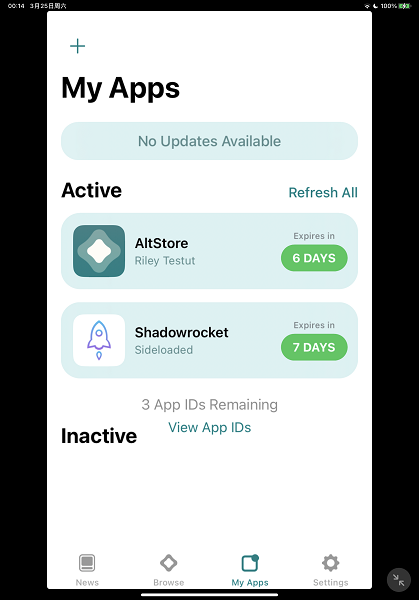 00:14 3月25日周六 100%
My Apps
No Updates Available
Active Refresh All
AltStore
Riley Testut
Expires in
6 DAYS
Shadowrocket
Sideloaded
Expires in
7 DAYS
3 App IDs Remaining
View App IDs
Inactive
News Browse My Apps Settings